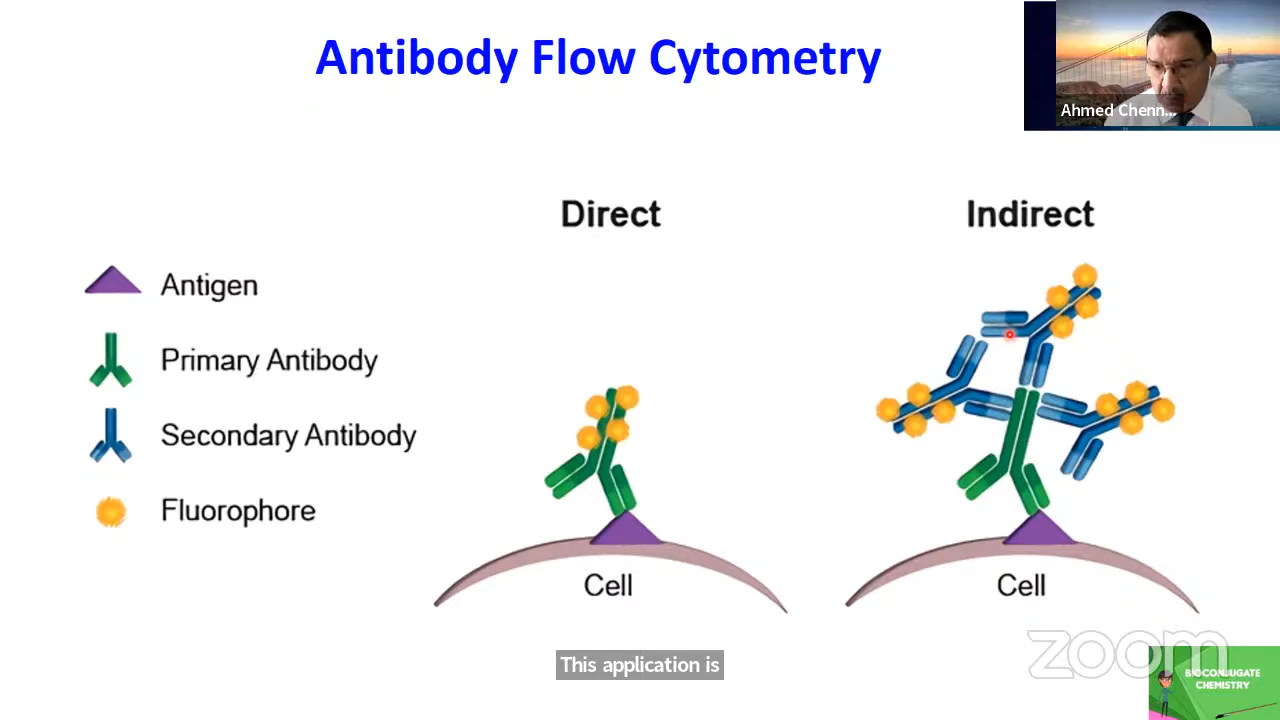 Antibody Flow Cytometry
Ahmed Chenn...
Direct
Indirect
Antigen
Primary Antibody
Secondary Antibody
Fluorophore
Cell
Cell
zoom
This application is
BIOCONJUGATE
CHEMISTRY